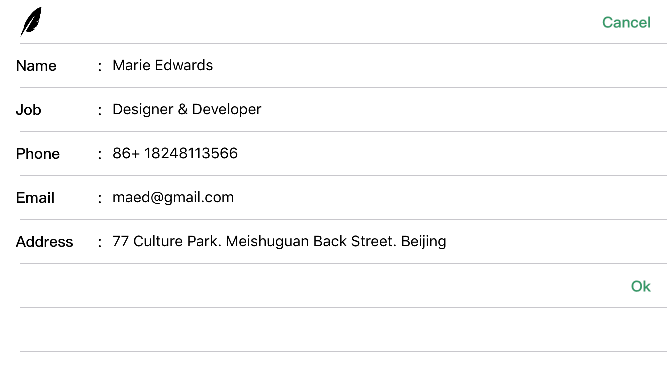 Cancel
Name : Marie Edwards
Job : Designer & Developer
Phone : 86+ 18248113566
Email : maed@gmail.com
Address : 77 Culture Park. Meishuguan Back Street. Beijing
Ok